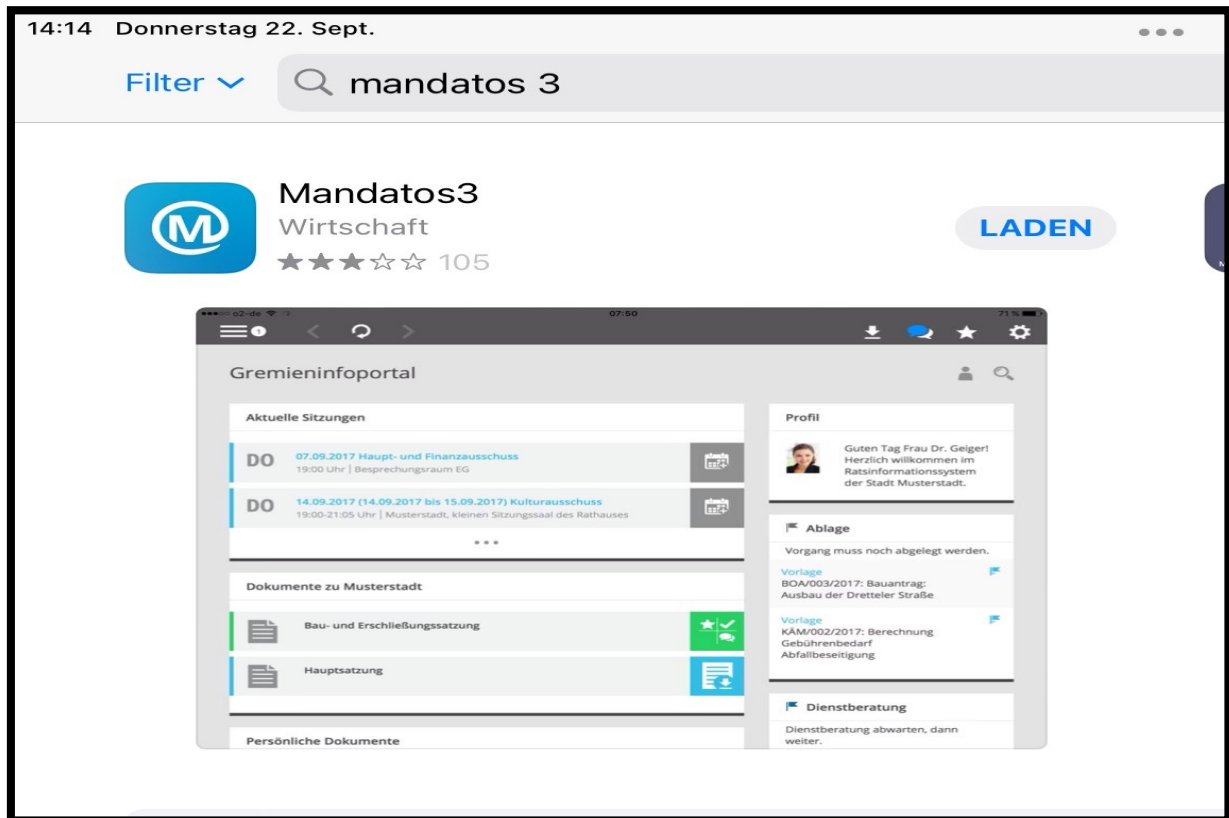 14:14 Donnerstag 22. Sept.
Filter
mandatos 3
Mandatos3
Wirtschaft
105
LADEN
o2-de
07:50
71 %
1
Gremieninfoportal
Aktuelle Sitzungen
DO
07.09.2017 Haupt- und Finanzausschuss
19:00 Uhr | Besprechungsraum EG
DO
14.09.2017 (14.09.2017 bis 15.09.2017) Kulturausschuss
19:00-21:05 Uhr | Musterstadt, kleinen Sitzungssaal des Rathauses
Dokumente zu Musterstadt
Bau- und Erschließungssatzung
Hauptsatzung
Persönliche Dokumente
Profil
Guten Tag Frau Dr. Geiger!
Herzlich willkommen im
Ratsinformationssystem
der Stadt Musterstadt.
Ablage
Vorgang muss noch abgelegt werden.
Vorlage
BOA/003/2017: Bauantrag:
Ausbau der Dretteler Straße
Vorlage
KÄM/002/2017: Berechnung
Gebührenbedarf
Abfallbeseitigung
Dienstberatung
Dienstberatung abwarten, dann
weiter.